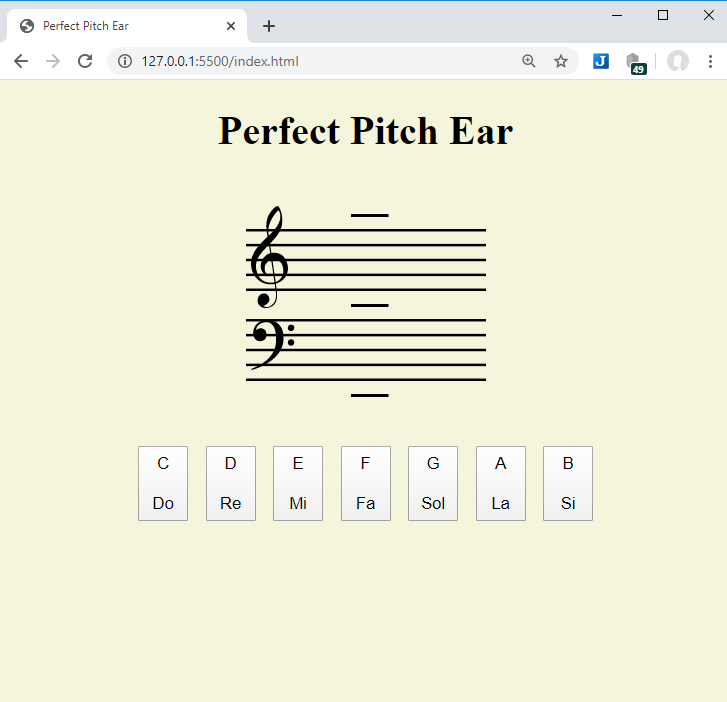 Perfect Pitch Ear
127.0.0.1:5500/index.html
J
49
Perfect Pitch Ear
C D E F G A B
Do Re Mi Fa Sol La Si